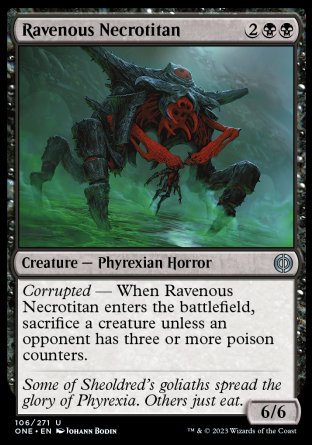 Ravenous Necrotitan 2
Creature — Phyrexian Horror
Corrupted — When Ravenous
Necrotitan enters the battlefield,
sacrifice a creature unless an
opponent has three or more poison
counters.
Some of Sheoldred's goliaths spread the
glory of Phyrexia. Others just eat.
6/6
106/271 U
ONE • EN Johann Bodin
™ & © 2023 Wizards of the Coast